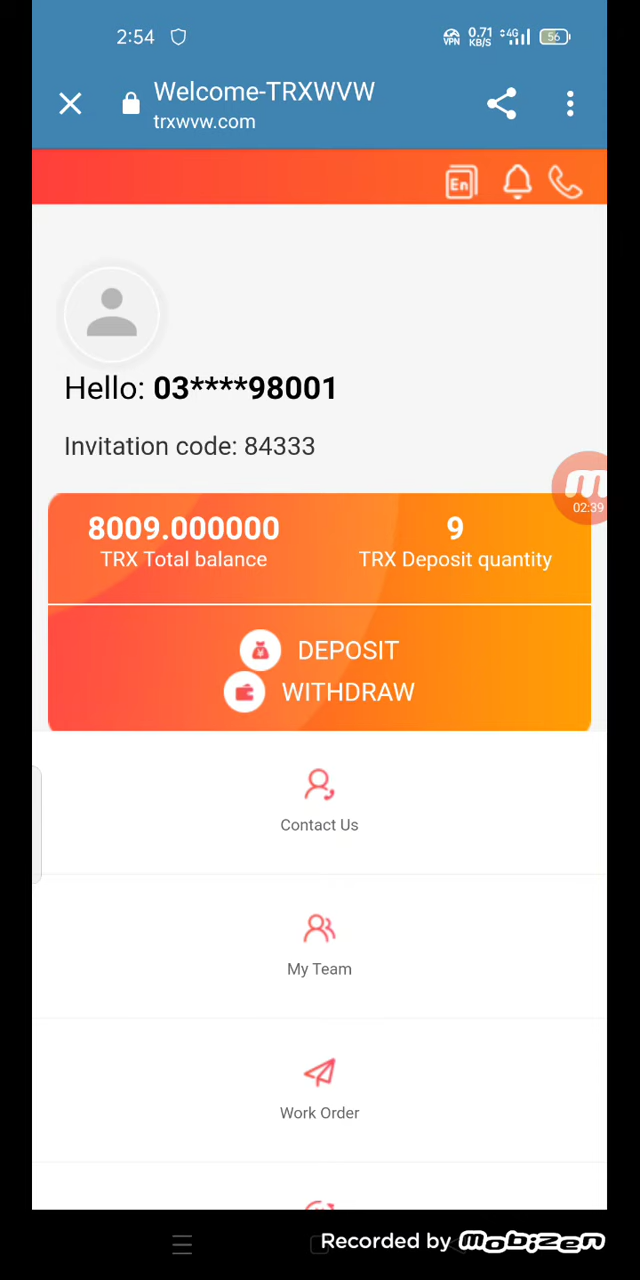 2:54
VPN 0.71 KB/S 4G 56
Welcome-TRXWVW
trxwvw.com
En
Hello: 03****98001
Invitation code: 84333
02:39
8009.000000 9
TRX Total balance TRX Deposit quantity
DEPOSIT
WITHDRAW
Contact Us
My Team
Work Order
Recorded by mobizen